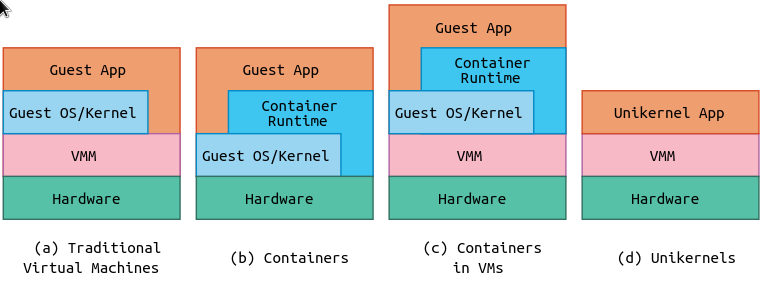 Guest App
Guest OS/Kernel
VMM
Hardware
(a) Traditional
Virtual Machines
Guest App
Container
Runtime
Guest OS/Kernel
Hardware
(b) Containers
Guest App
Container
Runtime
Guest OS/Kernel
VMM
Hardware
(c) Containers
in VMs
Unikernel App
VMM
Hardware
(d) Unikernels